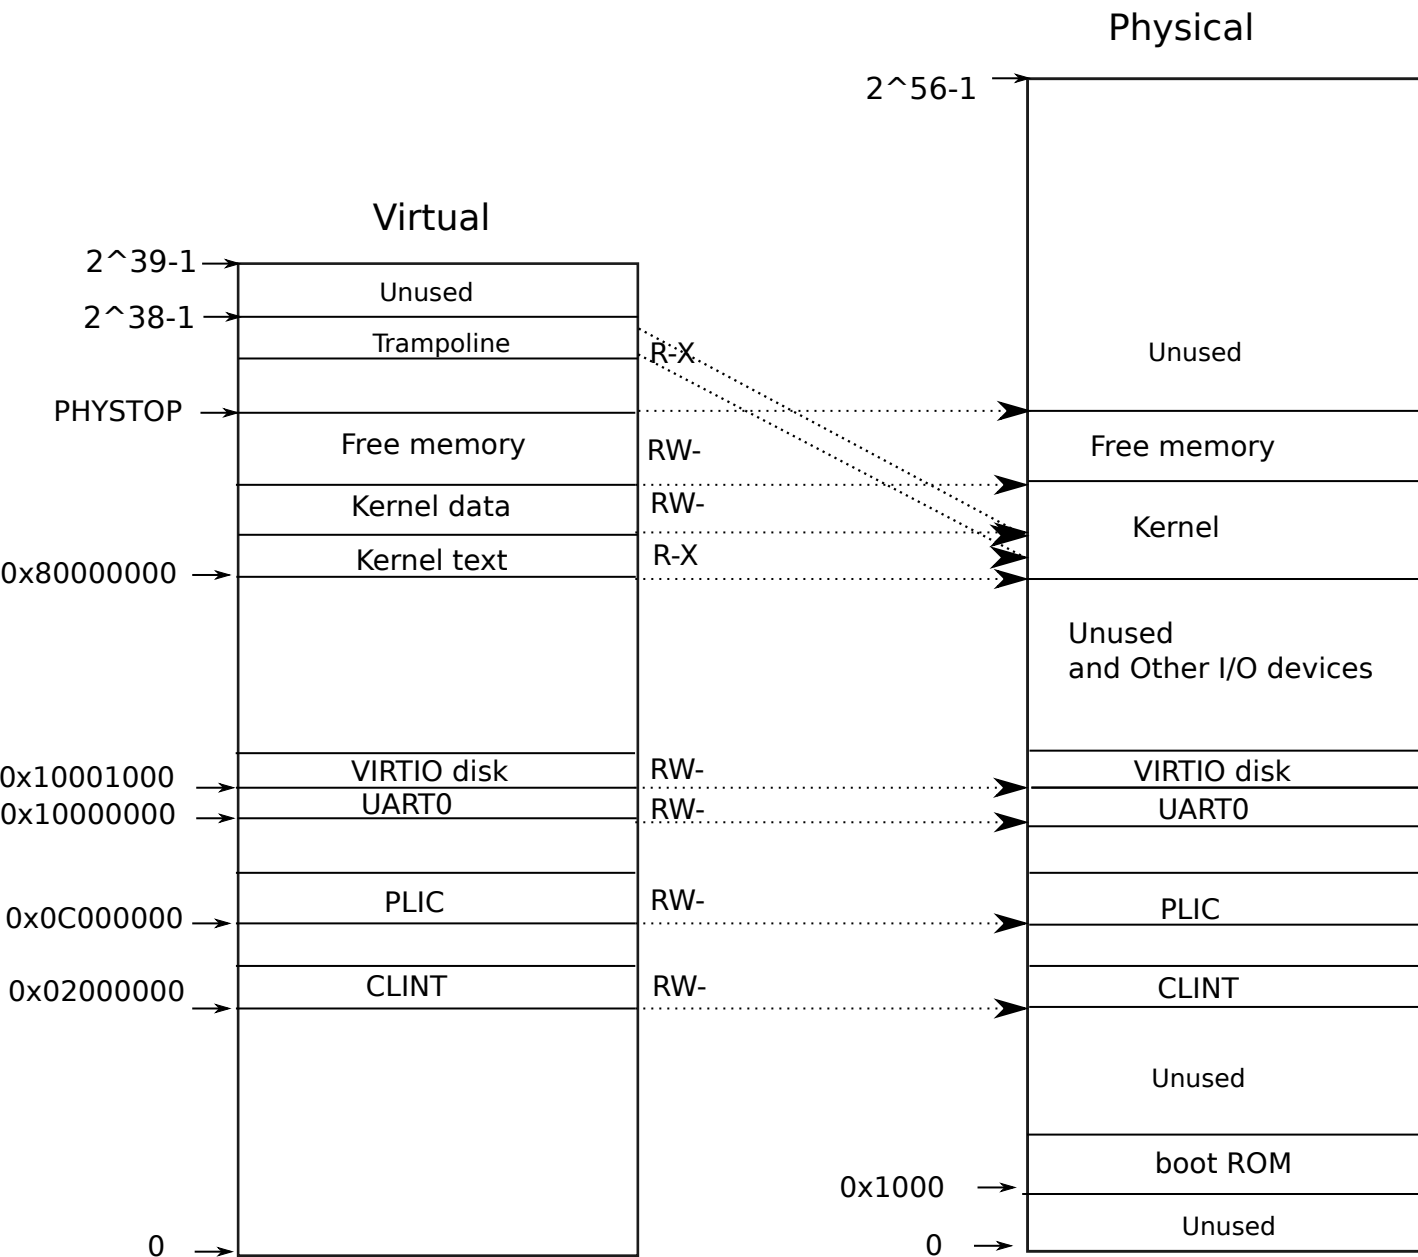 Physical
2^56-1
Virtual
2^39-1
Unused
2^38-1
Trampoline
R-X
Unused
PHYSTOP
Free memory
RW-
Free memory
Kernel data
RW-
Kernel
Kernel text
R-X
0x80000000
Unused
and Other I/O devices
VIRTIO disk
RW-
VIRTIO disk
0x10001000
UART0
RW-
UART0
0x10000000
PLIC
RW-
PLIC
0x0C000000
CLINT
RW-
CLINT
0x02000000
Unused
boot ROM
0x1000
Unused
0
0